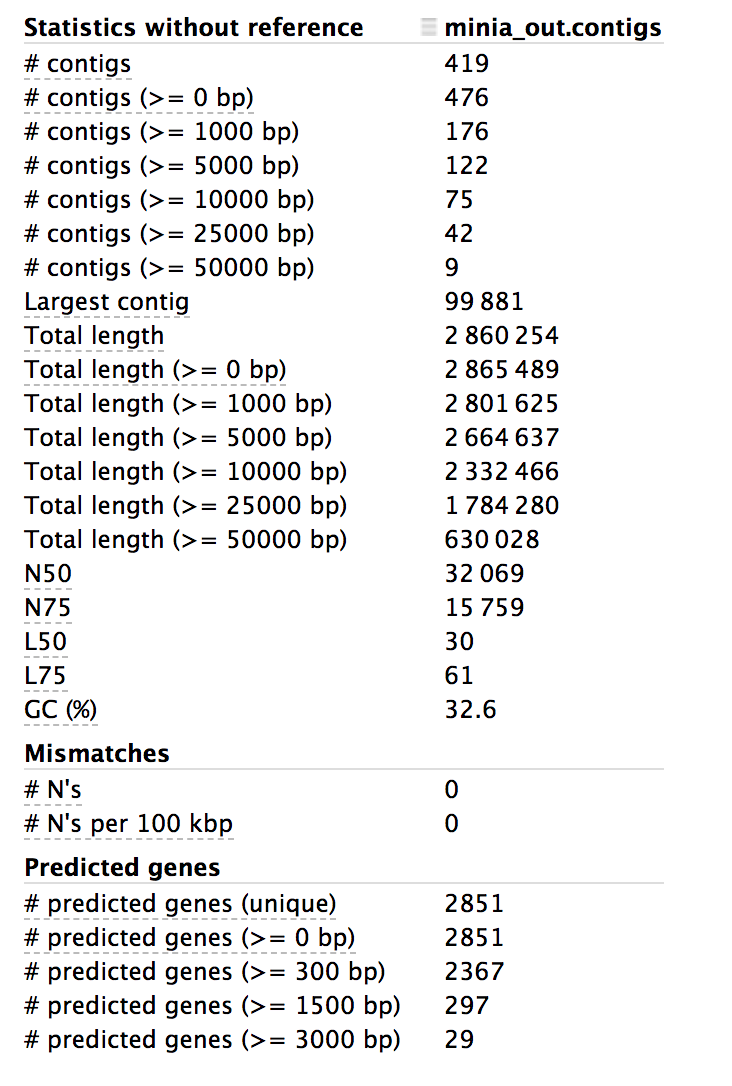 Statistics without reference minia_out.contigs
# contigs 419
# contigs (>= 0 bp) 476
# contigs (>= 1000 bp) 176
# contigs (>= 5000 bp) 122
# contigs (>= 10000 bp) 75
# contigs (>= 25000 bp) 42
# contigs (>= 50000 bp) 9
Largest contig 99 881
Total length 2 860 254
Total length (>= 0 bp) 2 865 489
Total length (>= 1000 bp) 2 801 625
Total length (>= 5000 bp) 2 664 637
Total length (>= 10000 bp) 2 332 466
Total length (>= 25000 bp) 1 784 280
Total length (>= 50000 bp) 630 028
N50 32 069
N75 15 759
L50 30
L75 61
GC (%) 32.6
Mismatches
# N's 0
# N's per 100 kbp 0
Predicted genes
# predicted genes (unique) 2851
# predicted genes (>= 0 bp) 2851
# predicted genes (>= 300 bp) 2367
# predicted genes (>= 1500 bp) 297
# predicted genes (>= 3000 bp) 29